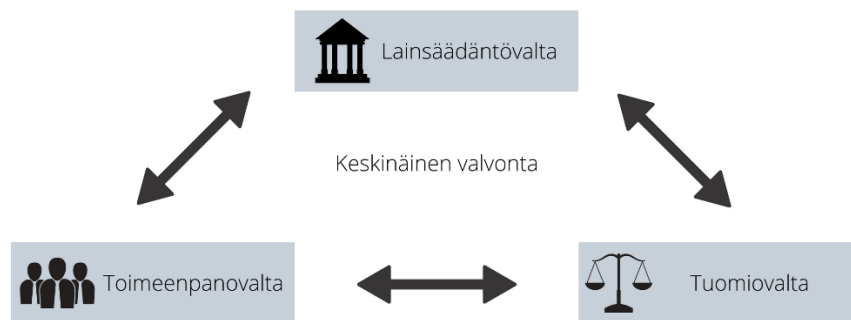 Lainsäädäntövalta
Keskinäinen valvonta
Toimeenpanovalta
Tuomiovalta